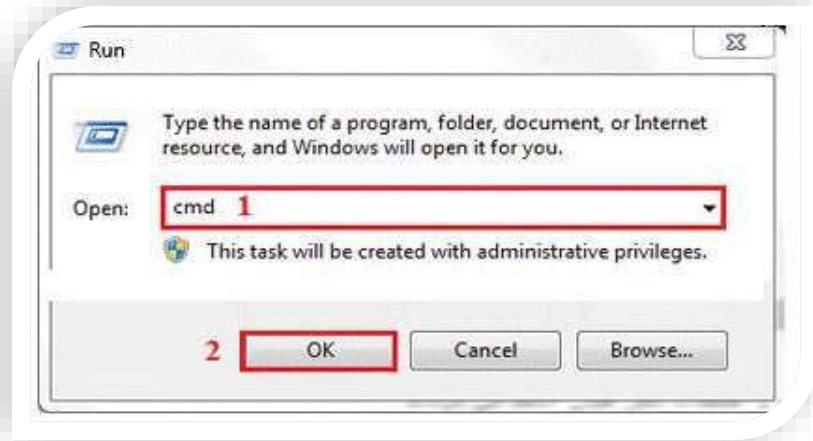 Run
Type the name of a program, folder, document, or Internet
resource, and Windows will open it for you.
Open: cmd 1
This task will be created with administrative privileges.
2 OK Cancel Browse...